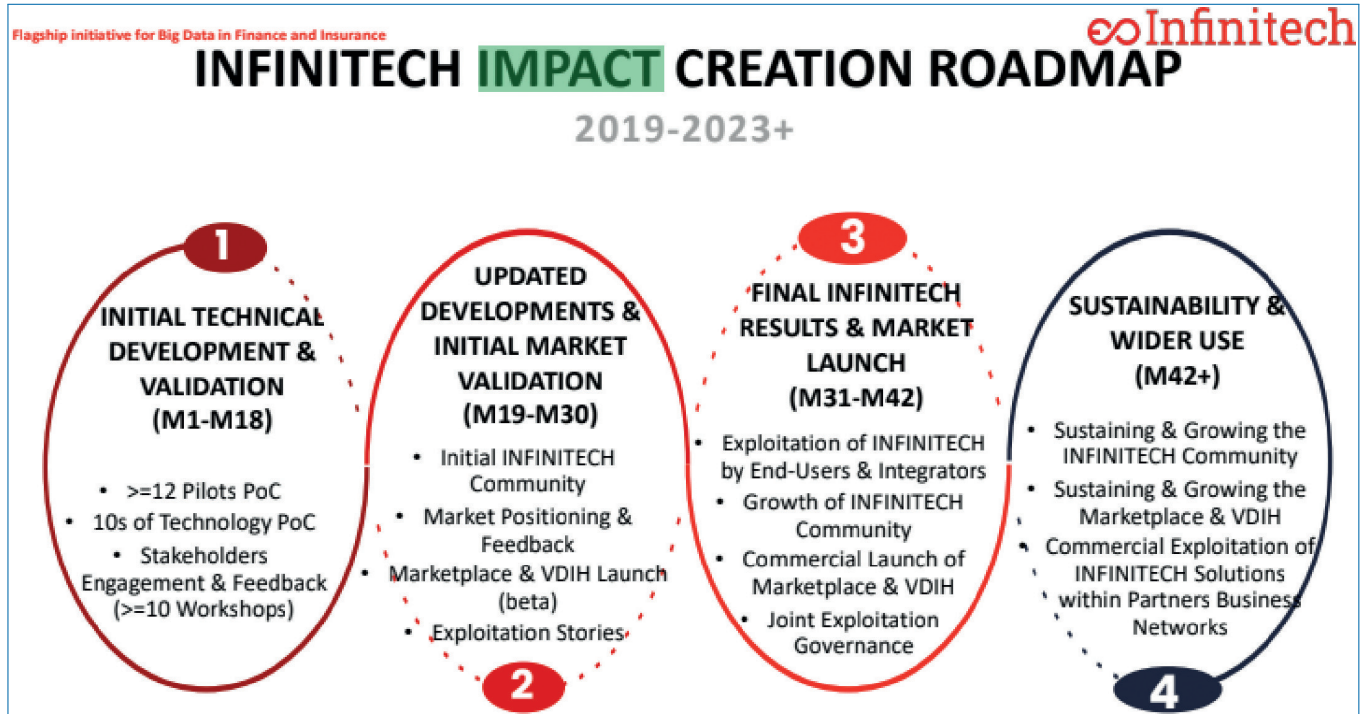 Flagship initiative for Big Data in Finance and Insurance
Infinitech
INFINITECH IMPACT CREATION ROADMAP
2019-2023+
1
INITIAL TECHNICAL
DEVELOPMENT &
VALIDATION
(M1-M18)
• >=12 Pilots PoC
• 10s of Technology PoC
• Stakeholders
Engagement & Feedback
(>=10 Workshops)
UPDATED
DEVELOPMENTS &
INITIAL MARKET
VALIDATION
(M19-M30)
• Initial INFINITECH
Community
• Market Positioning &
Feedback
• Marketplace & VDIH Launch
(beta)
• Exploitation Stories
2
3
FINAL INFINITECH
RESULTS & MARKET
LAUNCH
(M31-M42)
• Exploitation of INFINITECH
by End-Users & Integrators
• Growth of INFINITECH
Community
• Commercial Launch of
Marketplace & VDIH
• Joint Exploitation
Governance
SUSTAINABILITY &
WIDER USE
(M42+)
• Sustaining & Growing the
INFINITECH Community
• Sustaining & Growing the
Marketplace & VDIH
• Commercial Exploitation of
INFINITECH Solutions
within Partners Business
Networks
4